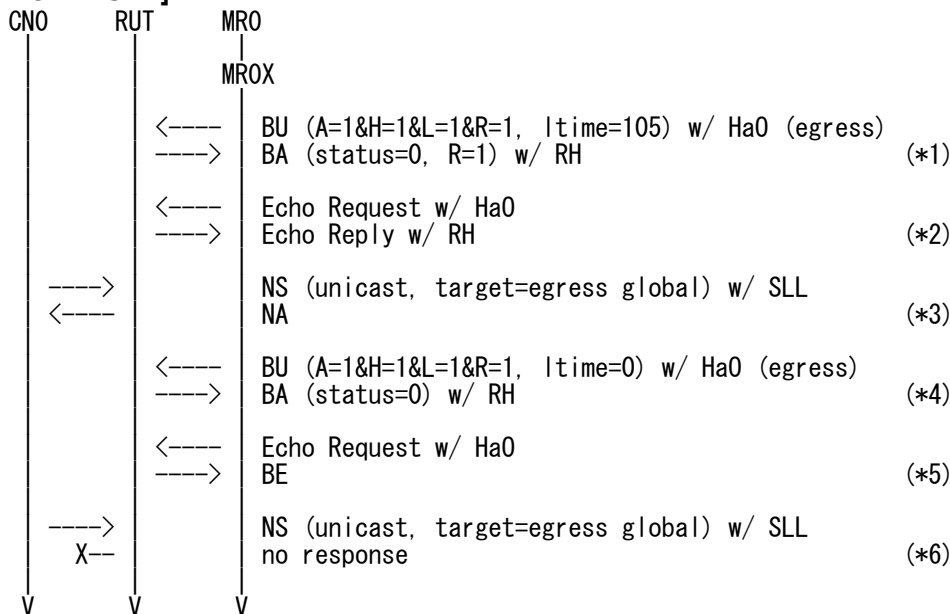 CN0 RUT MR0
MR0X
<---- BU (A=1&H=1&L=1&R=1, ltime=105) w/ HaO (egress)
----> BA (status=0, R=1) w/ RH (*1)
<---- Echo Request w/ HaO
----> Echo Reply w/ RH (*2)
----> NS (unicast, target=egress global) w/ SLL
<---- NA (*3)
<---- BU (A=1&H=1&L=1&R=1, ltime=0) w/ HaO (egress)
----> BA (status=0) w/ RH (*4)
<---- Echo Request w/ HaO
----> BE (*5)
----> NS (unicast, target=egress global) w/ SLL
X-- no response (*6)
V V V